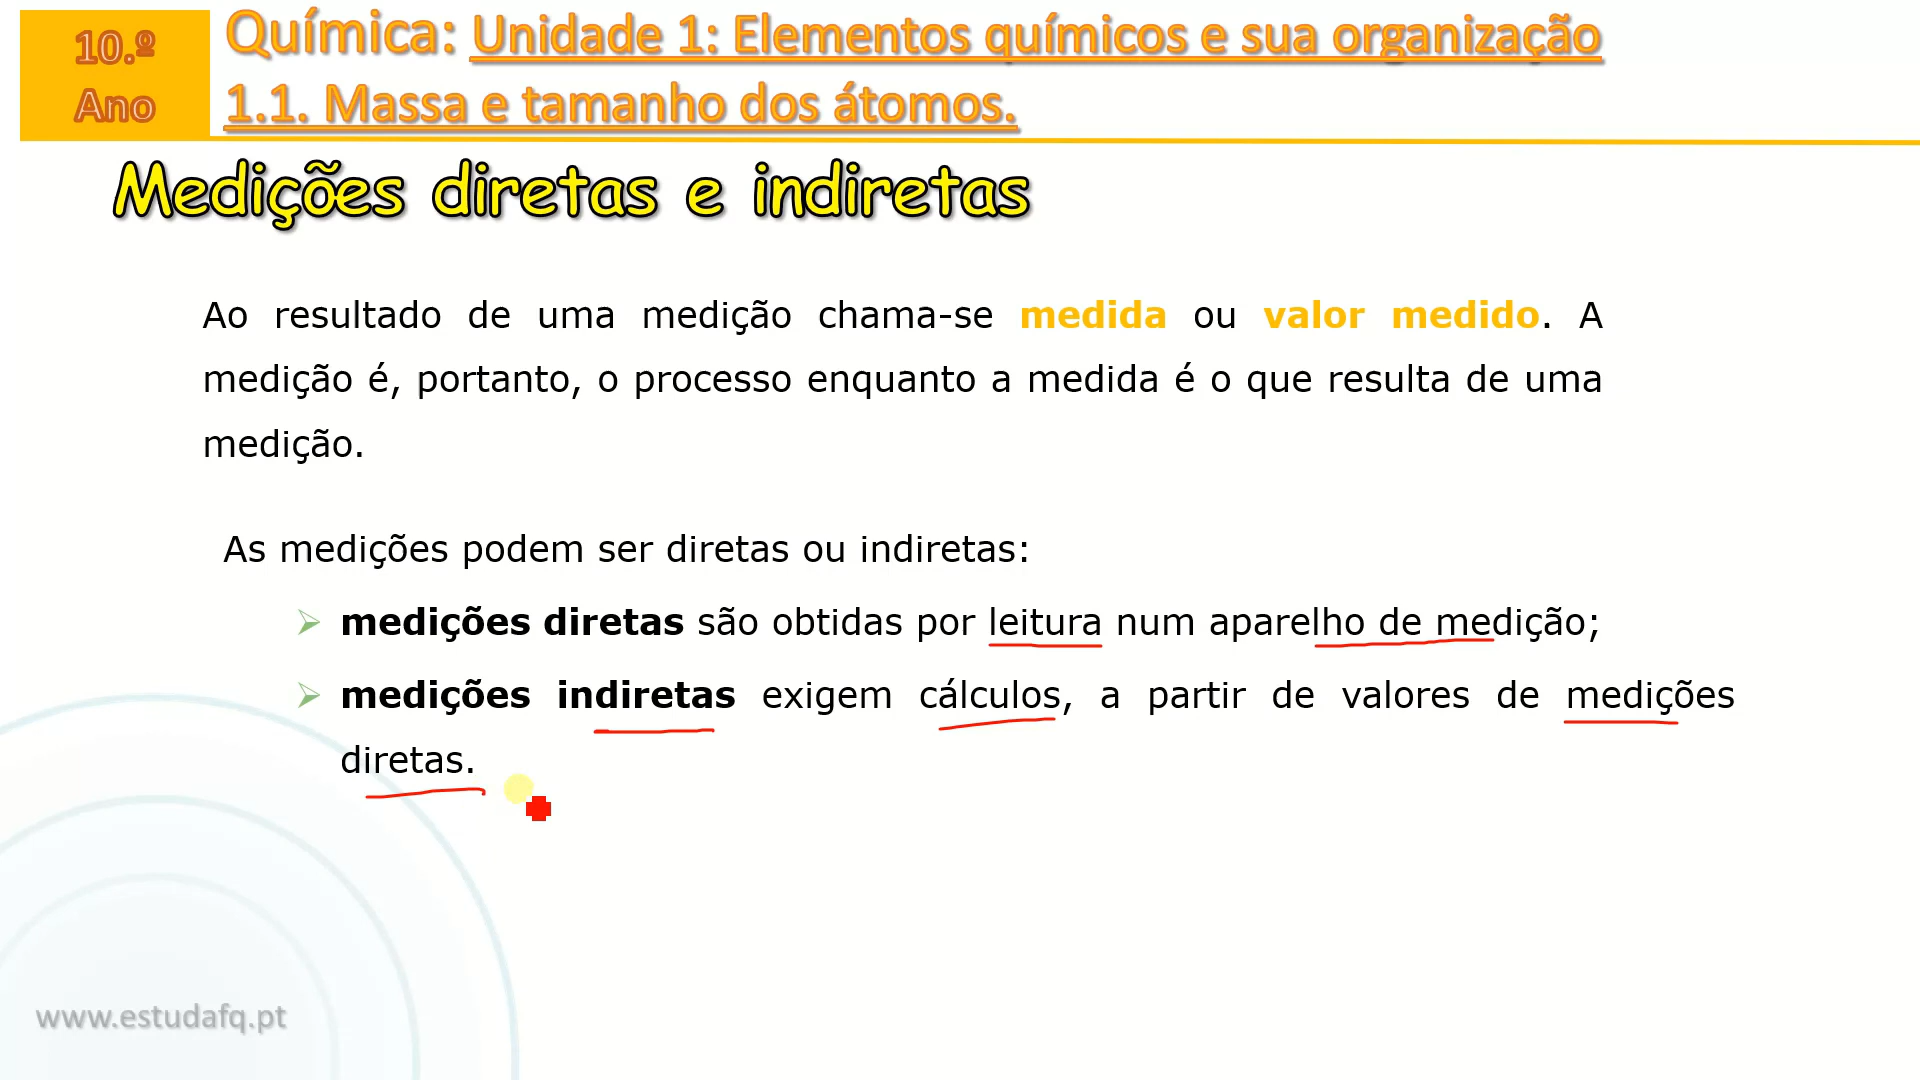 10.º
Ano
Química: Unidade 1: Elementos químicos e sua organização
1.1. Massa e tamanho dos átomos.
Medições diretas e indiretas
Ao resultado de uma medição chama-se medida ou valor medido. A
medição é, portanto, o processo enquanto a medida é o que resulta de uma
medição.
As medições podem ser diretas ou indiretas:
medições diretas são obtidas por leitura num aparelho de medição;
medições indiretas exigem cálculos, a partir de valores de medições
diretas.
www.estudafq.pt